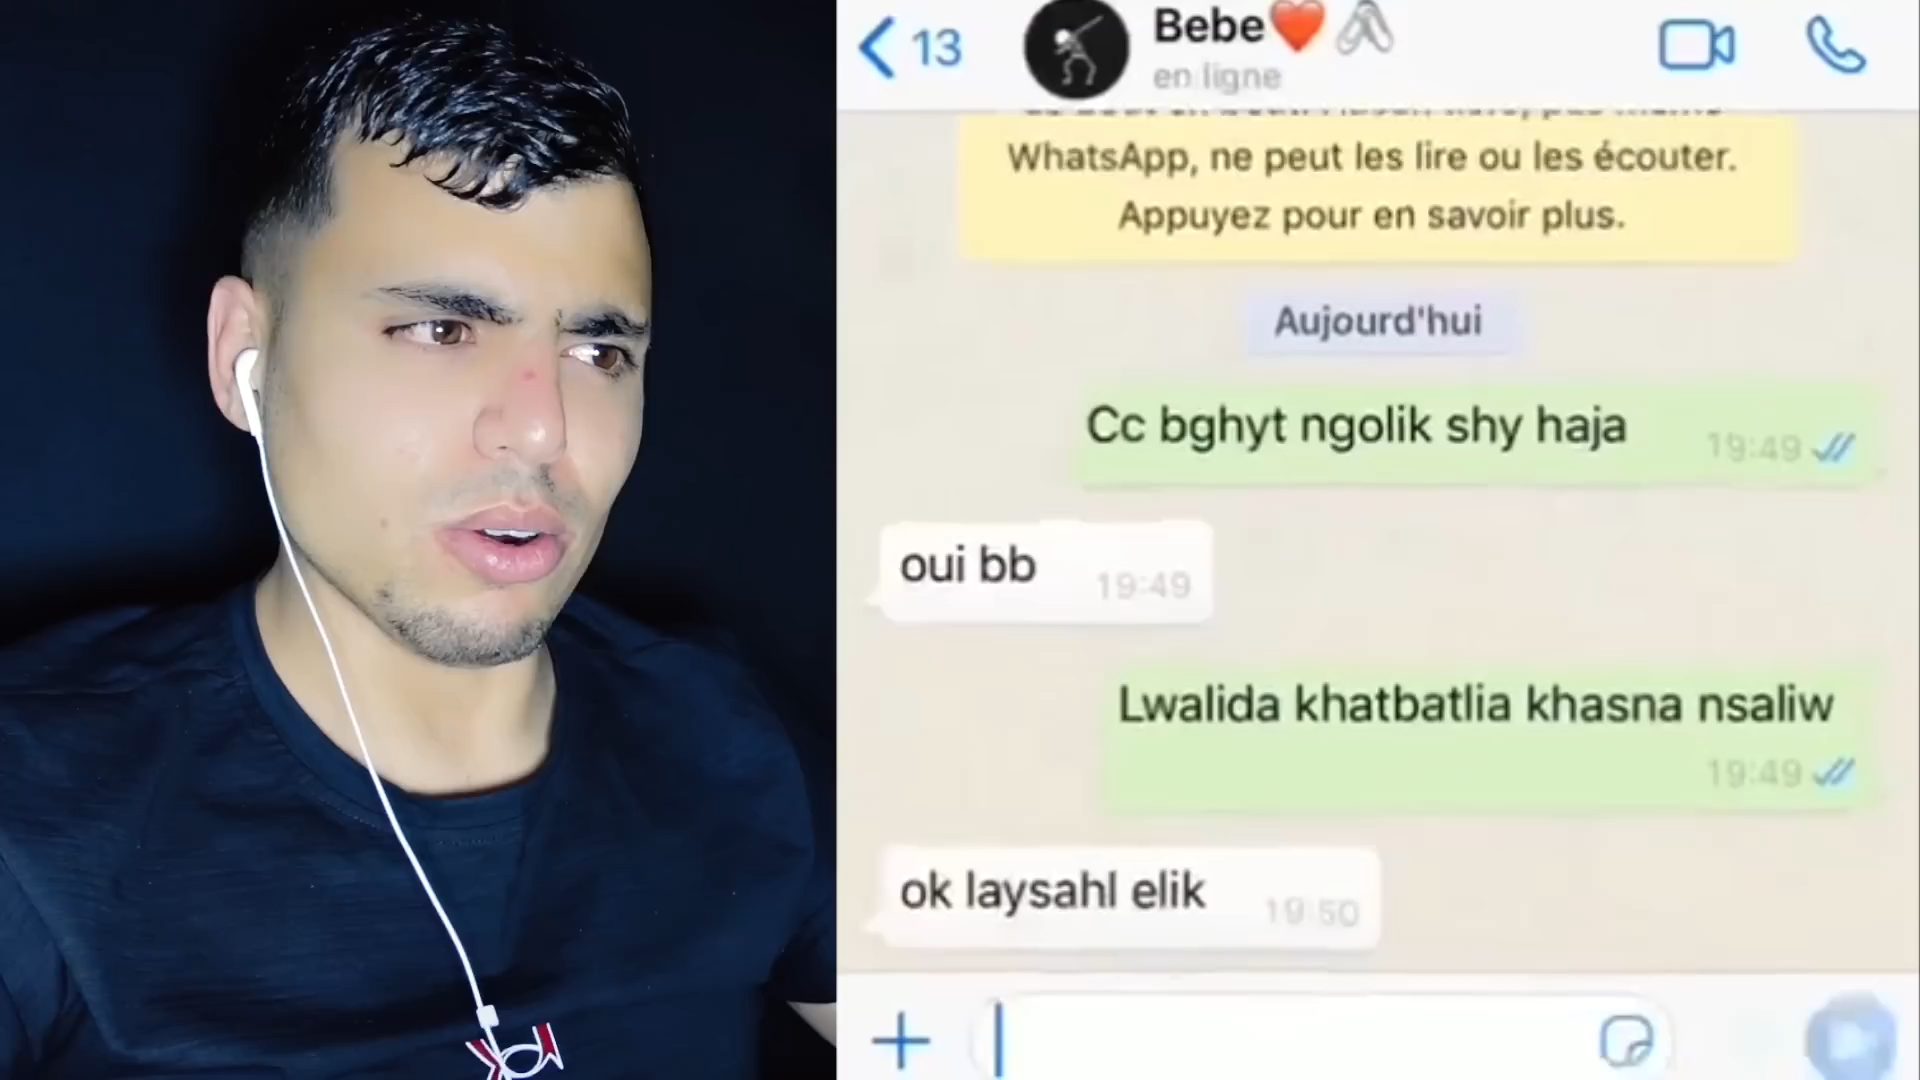 13
Bebe❤️🖇️
en ligne
WhatsApp, ne peut les lire ou les écouter.
Appuyez pour en savoir plus.
Aujourd'hui
Cc bghyt ngolik shy haja
19:49
oui bb
19:49
Lwalida khatbatlia khasna nsaliw
19:49
ok laysahl elik
19:50